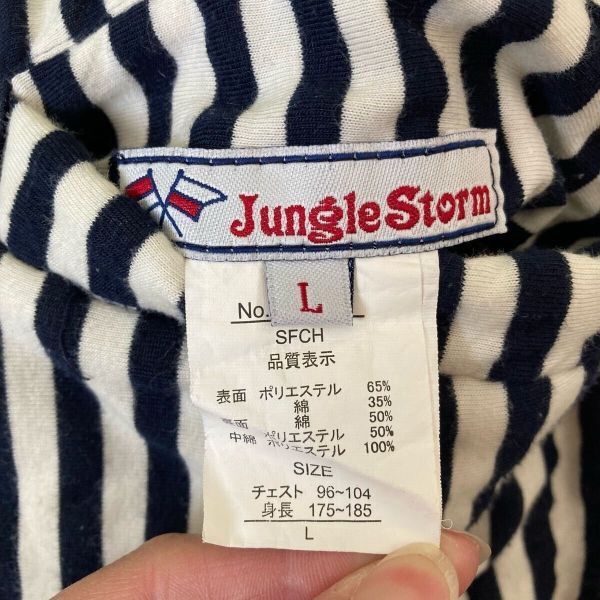 JungleStorm
L
No.
SFCH
品質表示
表面 ポリエステル 65%
綿 35%
裏面 綿 50%
ポリエステル 50%
中綿 ポリエステル 100%
SIZE
チェスト 96~104
身長 175~185
L